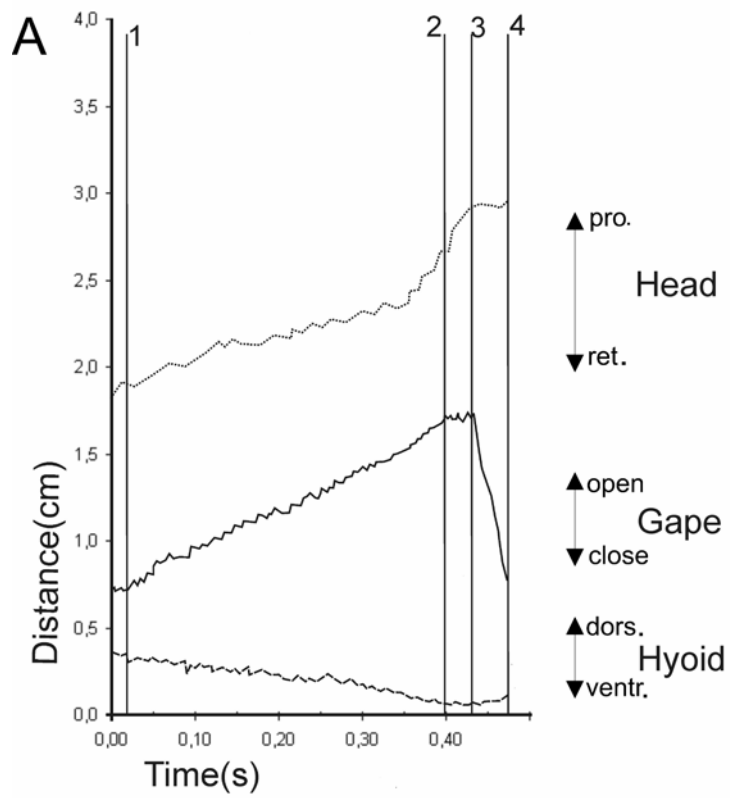 A
4,0
1
2
3
4
3,5
3,0
pro.
Head
2,5
ret.
2,0
1,5
open
Gape
1,0
close
0,5
dors.
Hyoid
ventr.
0,0
0,00
0,10
0,20
0,30
0,40
Distance(cm)
Time(s)